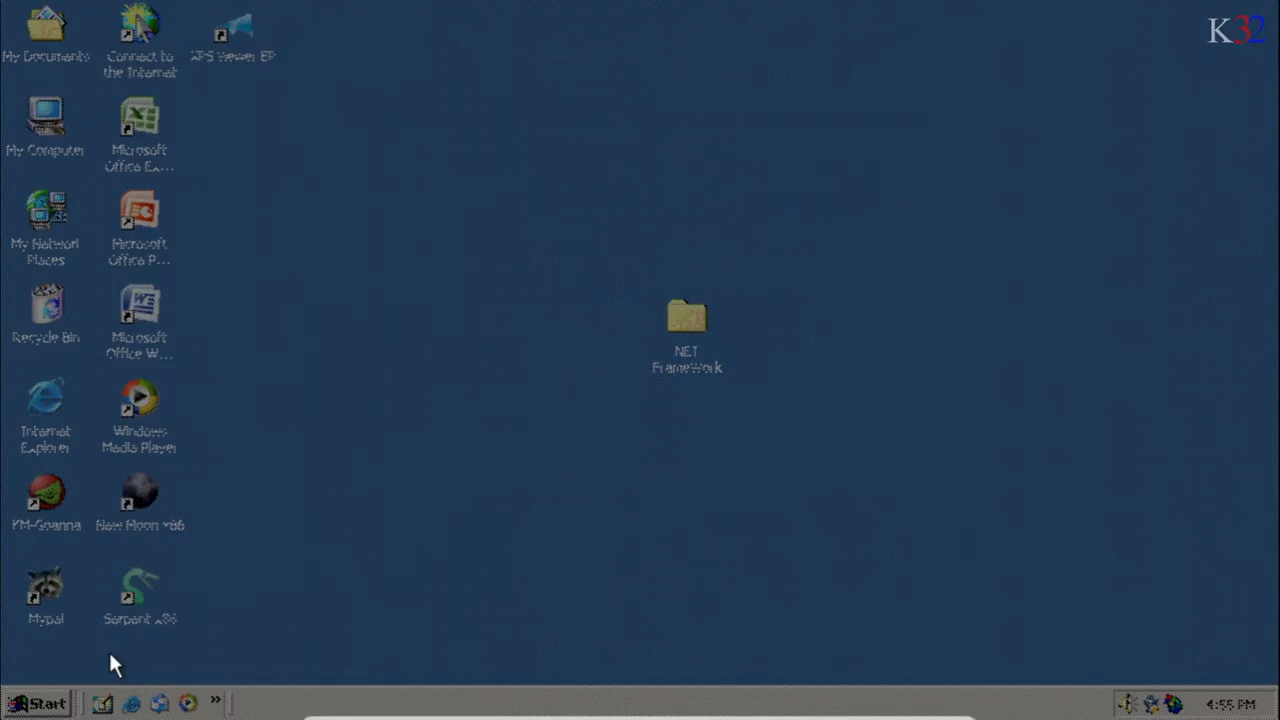 K32
My Documents
Connect to
the Internet
XPS Viewer EP
My Computer
Microsoft
Office Ex...
My Network
Places
Microsoft
Office P...
Recycle Bin
Microsoft
Office W...
Internet
Explorer
Windows
Media Player
KM-Goanna
New Moon x86
Mypal
Serpent x86
NET
FrameWork
Start
4:55 PM